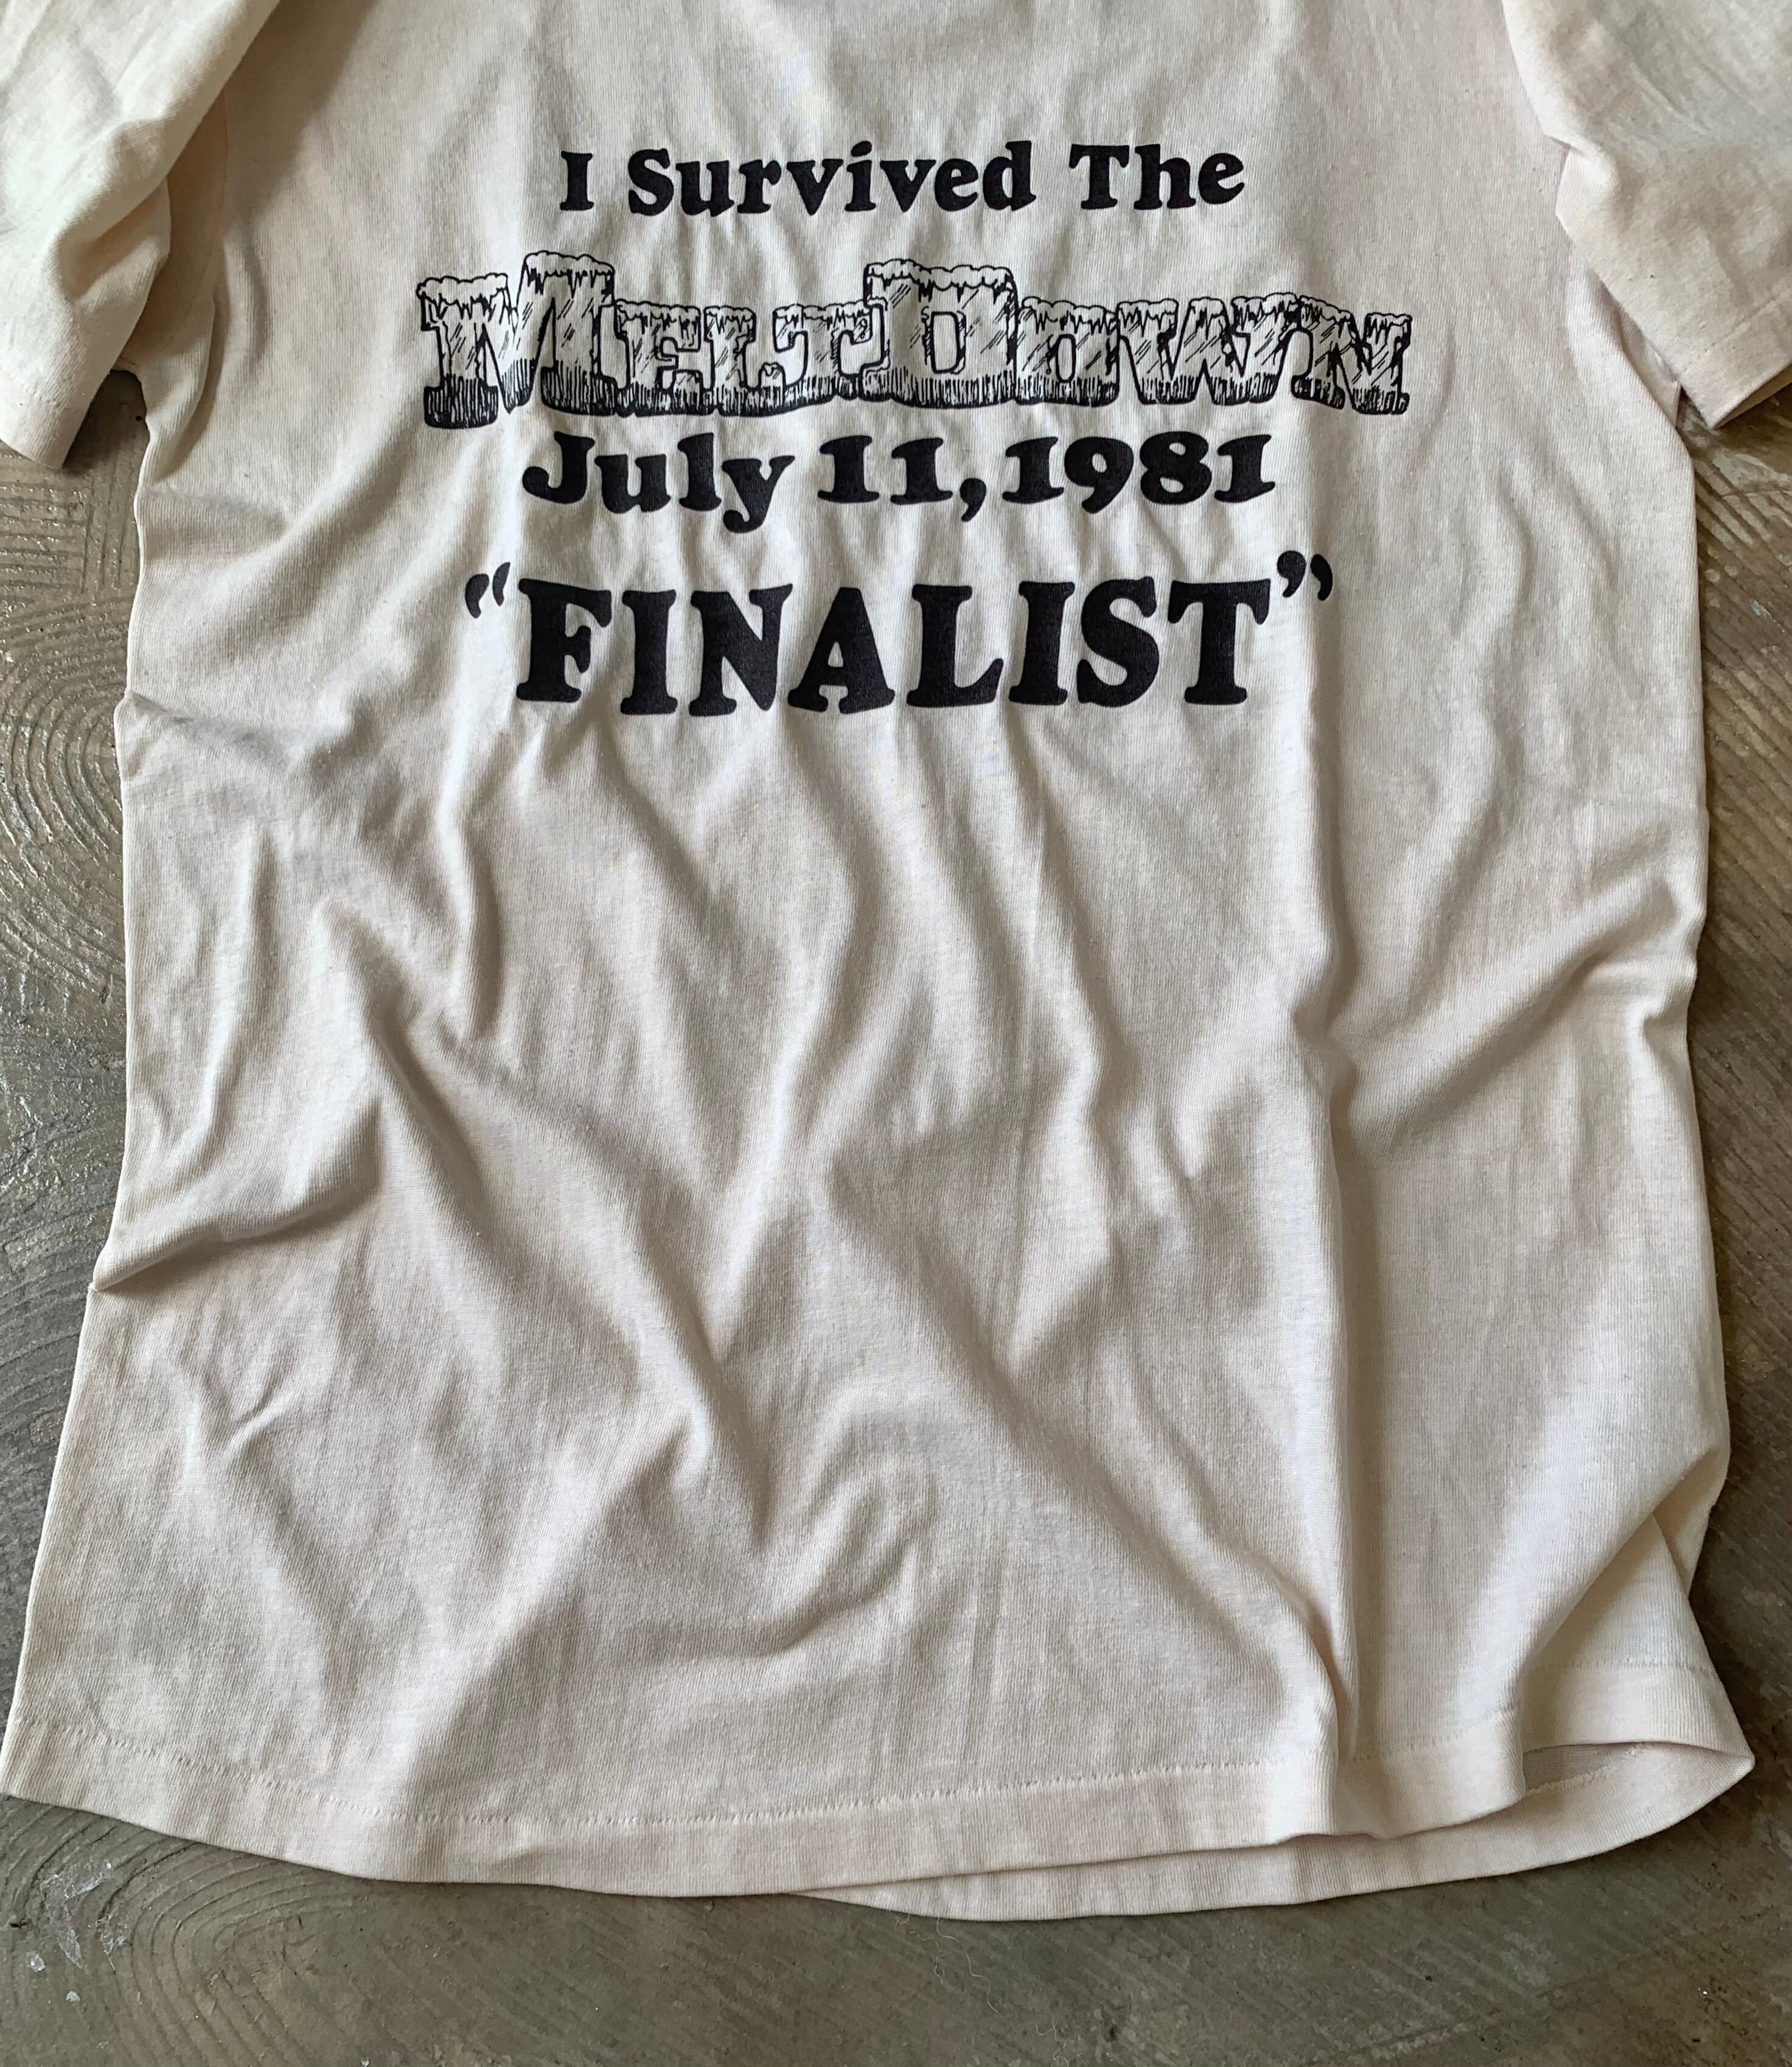 I Survived The
MELTDOWN
July 11, 1981
“FINALIST”